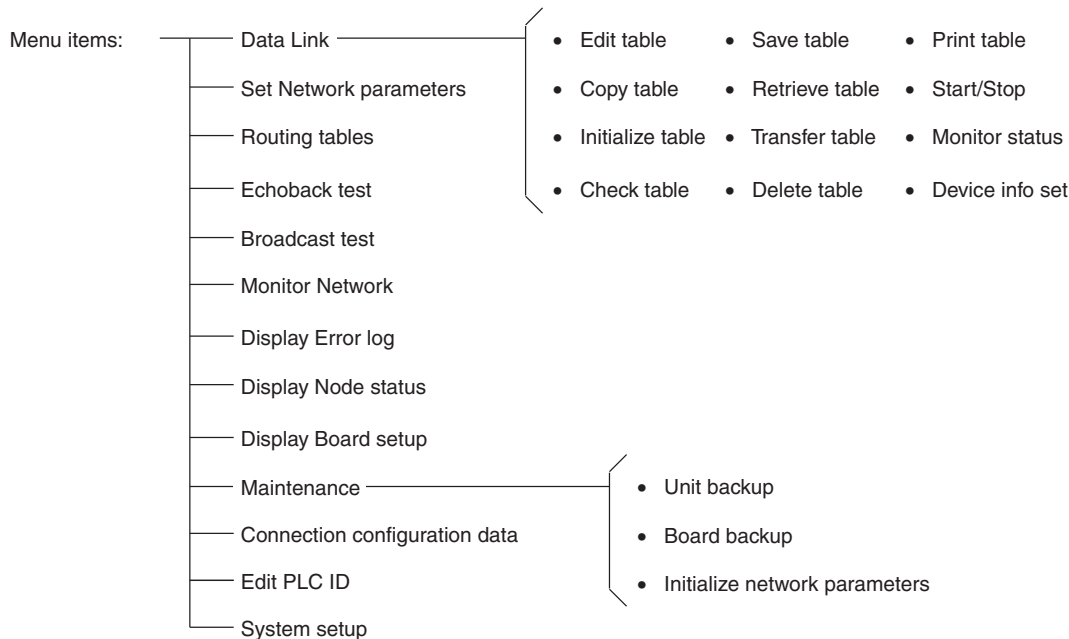 Menu items:
Data Link
• Edit table • Save table • Print table
Set Network parameters
• Copy table • Retrieve table • Start/Stop
Routing tables
• Initialize table • Transfer table • Monitor status
Echoback test
• Check table • Delete table • Device info set
Broadcast test
Monitor Network
Display Error log
Display Node status
Display Board setup
Maintenance
• Unit backup
Connection configuration data
• Board backup
Edit PLC ID
• Initialize network parameters
System setup